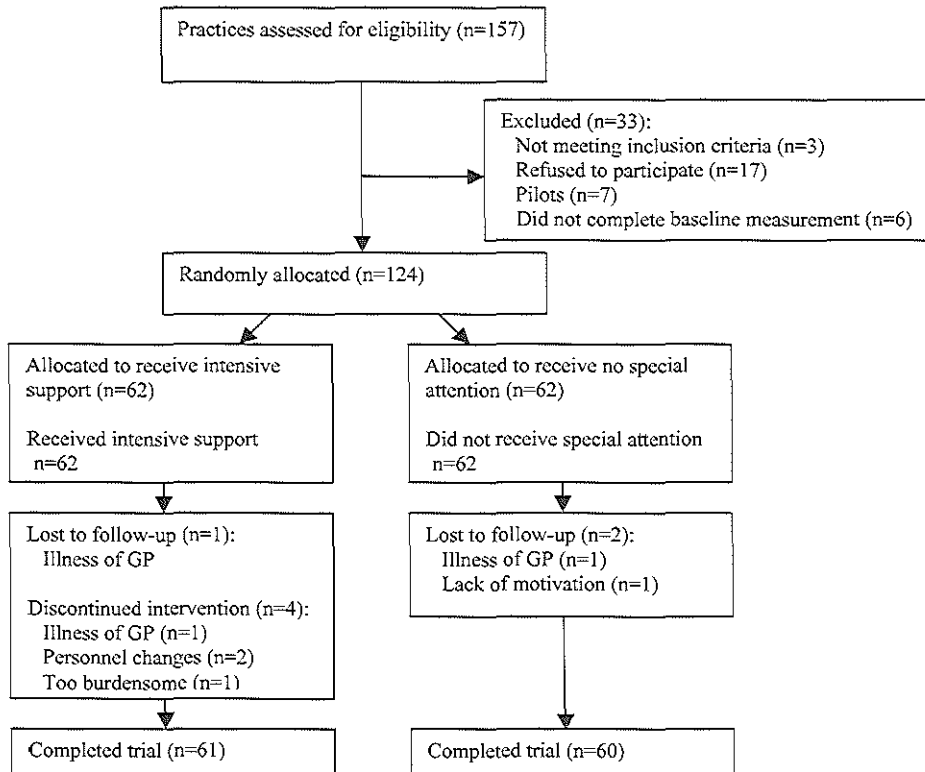 Practices assessed for eligibility (n=157)
Excluded (n=33):
Not meeting inclusion criteria (n=3)
Refused to participate (n=17)
Pilots (n=7)
Did not complete baseline measurement (n=6)
Randomly allocated (n=124)
Allocated to receive intensive
support (n=62)
Received intensive support
n=62
Allocated to receive no special
attention (n=62)
Did not receive special attention
n=62
Lost to follow-up (n=1):
Illness of GP
Discontinued intervention (n=4):
Illness of GP (n=1)
Personnel changes (n=2)
Too burdensome (n=1)
Lost to follow-up (n=2):
Illness of GP (n=1)
Lack of motivation (n=1)
Completed trial (n=61)
Completed trial (n=60)